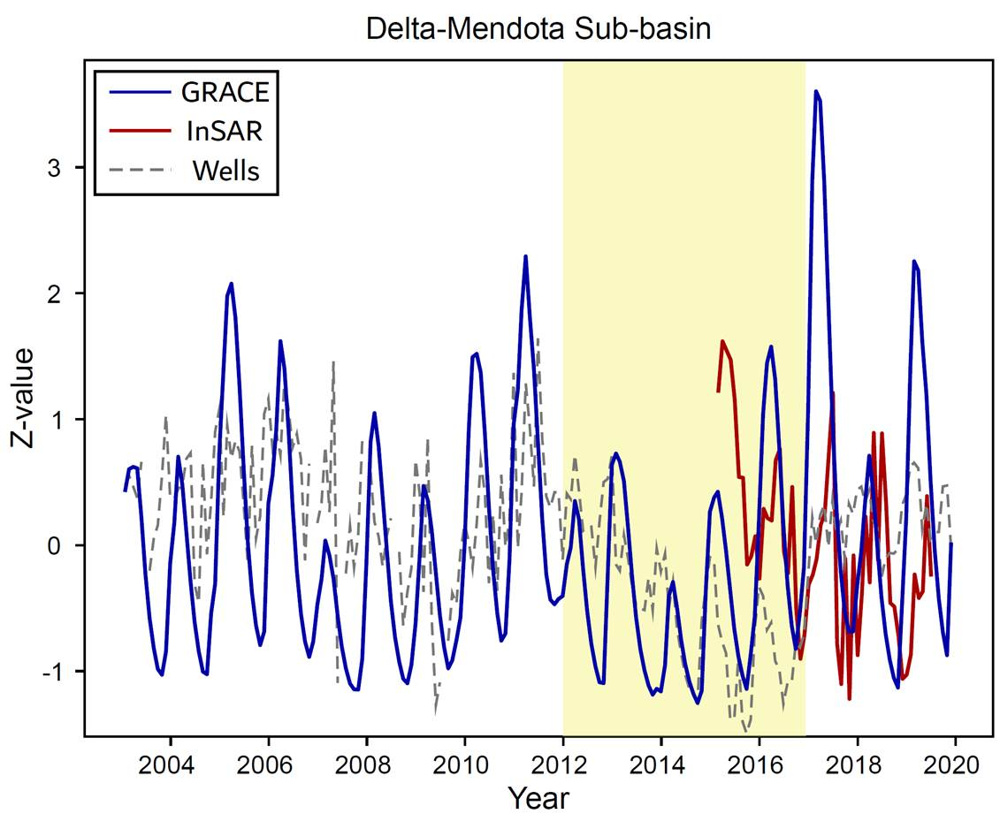 Delta-Mendota Sub-basin
GRACE
InSAR
Wells
Z-value
3
2
1
0
-1
2004 2006 2008 2010 2012 2014 2016 2018 2020
Year